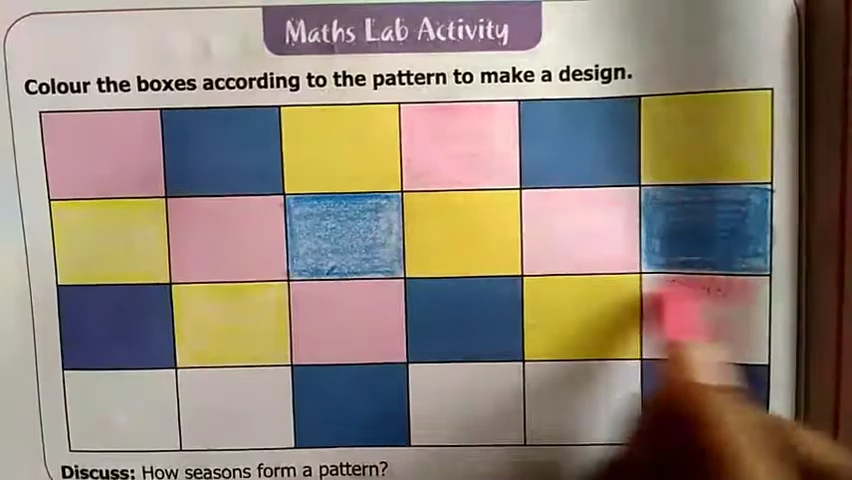 Maths Lab Activity
Colour the boxes according to the pattern to make a design.
Discuss: How seasons form a pattern?